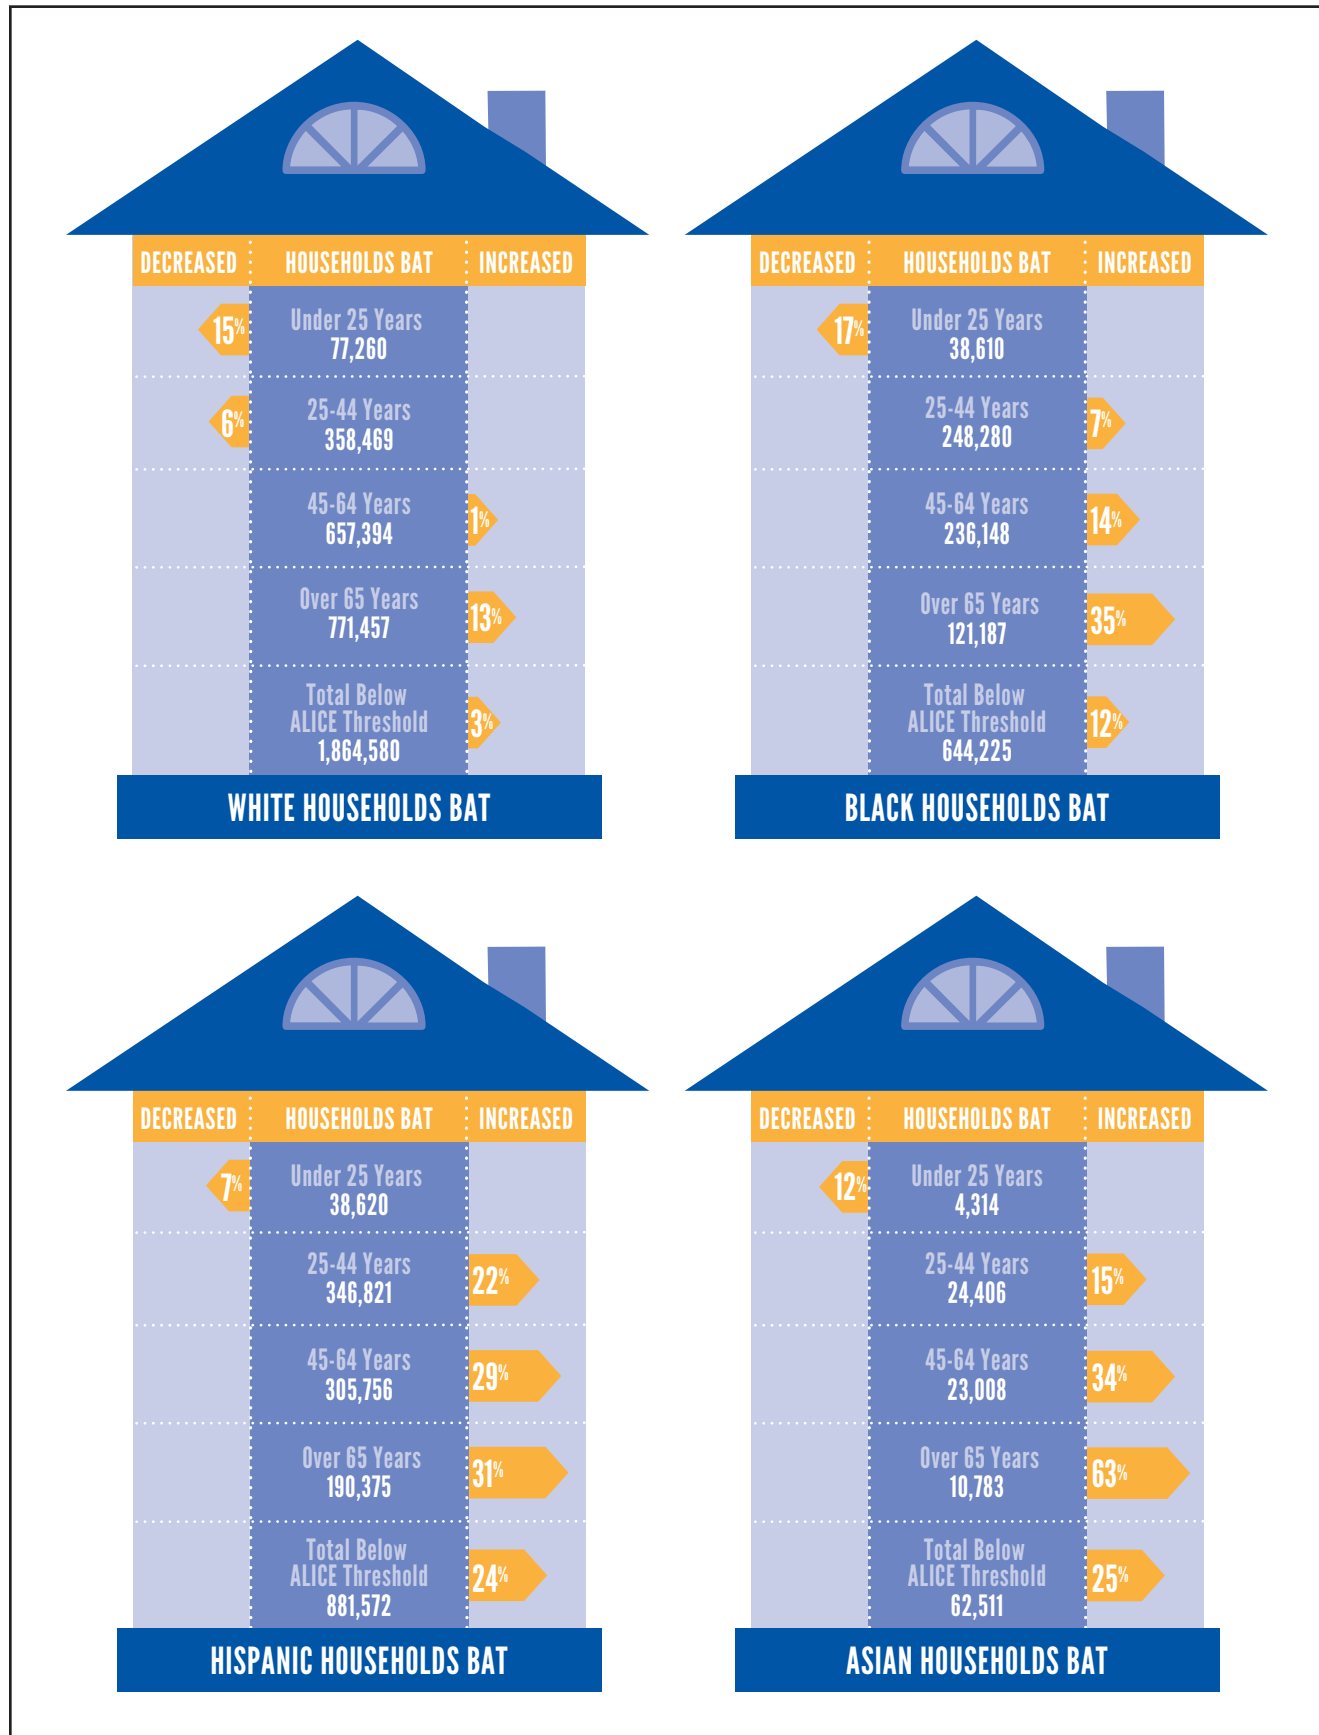 DECREASED HOUSEHOLDS BAT INCREASED
15% Under 25 Years
77,260
6% 25-44 Years
358,469
45-64 Years
657,394 1%
Over 65 Years
771,457 13%
Total Below
ALICE Threshold
1,864,580 3%
WHITE HOUSEHOLDS BAT
DECREASED HOUSEHOLDS BAT INCREASED
17% Under 25 Years
38,610
25-44 Years
248,280 7%
45-64 Years
236,148 14%
Over 65 Years
121,187 35%
Total Below
ALICE Threshold
644,225 12%
BLACK HOUSEHOLDS BAT
DECREASED HOUSEHOLDS BAT INCREASED
7% Under 25 Years
38,620
25-44 Years
346,821 22%
45-64 Years
305,756 29%
Over 65 Years
190,375 31%
Total Below
ALICE Threshold
881,572 24%
HISPANIC HOUSEHOLDS BAT
DECREASED HOUSEHOLDS BAT INCREASED
12% Under 25 Years
4,314
25-44 Years
24,406 15%
45-64 Years
23,008 34%
Over 65 Years
10,783 63%
Total Below
ALICE Threshold
62,511 25%
ASIAN HOUSEHOLDS BAT